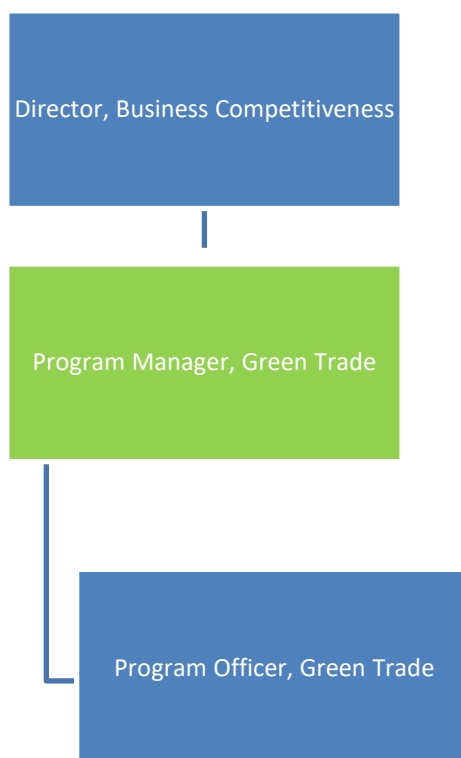 Director, Business Competitiveness
Program Manager, Green Trade
Program Officer, Green Trade